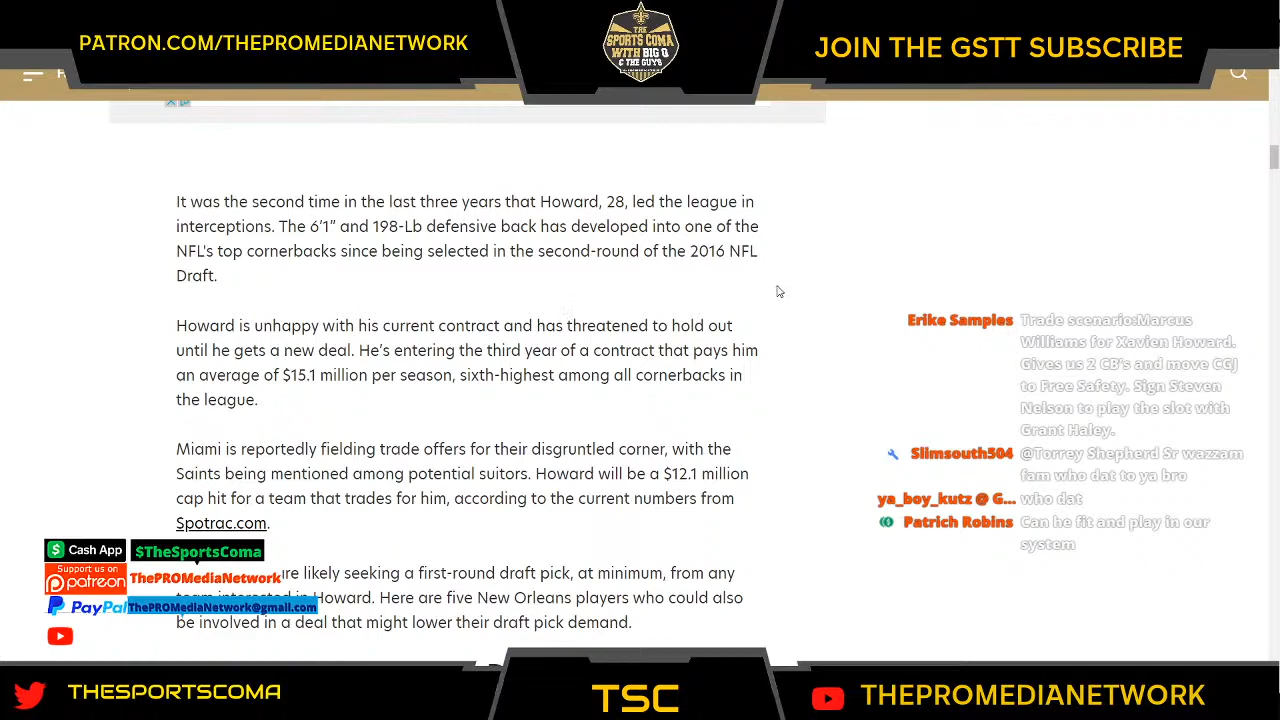 PATRON.COM/THEPROMEDIANETWORK
THE
SPORTS COMA
WITH BIG Q
& THE GUYS
JOIN THE GSTT SUBSCRIBE
It was the second time in the last three years that Howard, 28, led the league in
interceptions. The 6’1” and 198-Lb defensive back has developed into one of the
NFL’s top cornerbacks since being selected in the second-round of the 2016 NFL
Draft.
Howard is unhappy with his current contract and has threatened to hold out
until he gets a new deal. He’s entering the third year of a contract that pays him
an average of $15.1 million per season, sixth-highest among all cornerbacks in
the league.
Miami is reportedly fielding trade offers for their disgruntled corner, with the
Saints being mentioned among potential suitors. Howard will be a $12.1 million
cap hit for a team that trades for him, according to the current numbers from
Spotrac.com.
likely seeking a first-round draft pick, at minimum, from any
Howard. Here are five New Orleans players who could also
be involved in a deal that might lower their draft pick demand.
Erike Samples Trade scenario:Marcus
Williams for Xavien Howard.
Gives us 2 CB's and move CGJ
to Free Safety. Sign Steven
Nelson to play the slot with
Grant Haley.
Slimsouth504 @Torrey Shepherd Sr wazzam
fam who dat to ya bro
ya_boy_kutz @ G... who dat
Patrich Robins Can he fit and play in our
system
Cash App $TheSportsComa
Support us on
patreon ThePROMediaNetwork
PayPal ThePROMediaNetwork@gmail.com
THESPORTSCOMA
TSC
THEPROMEDIANETWORK